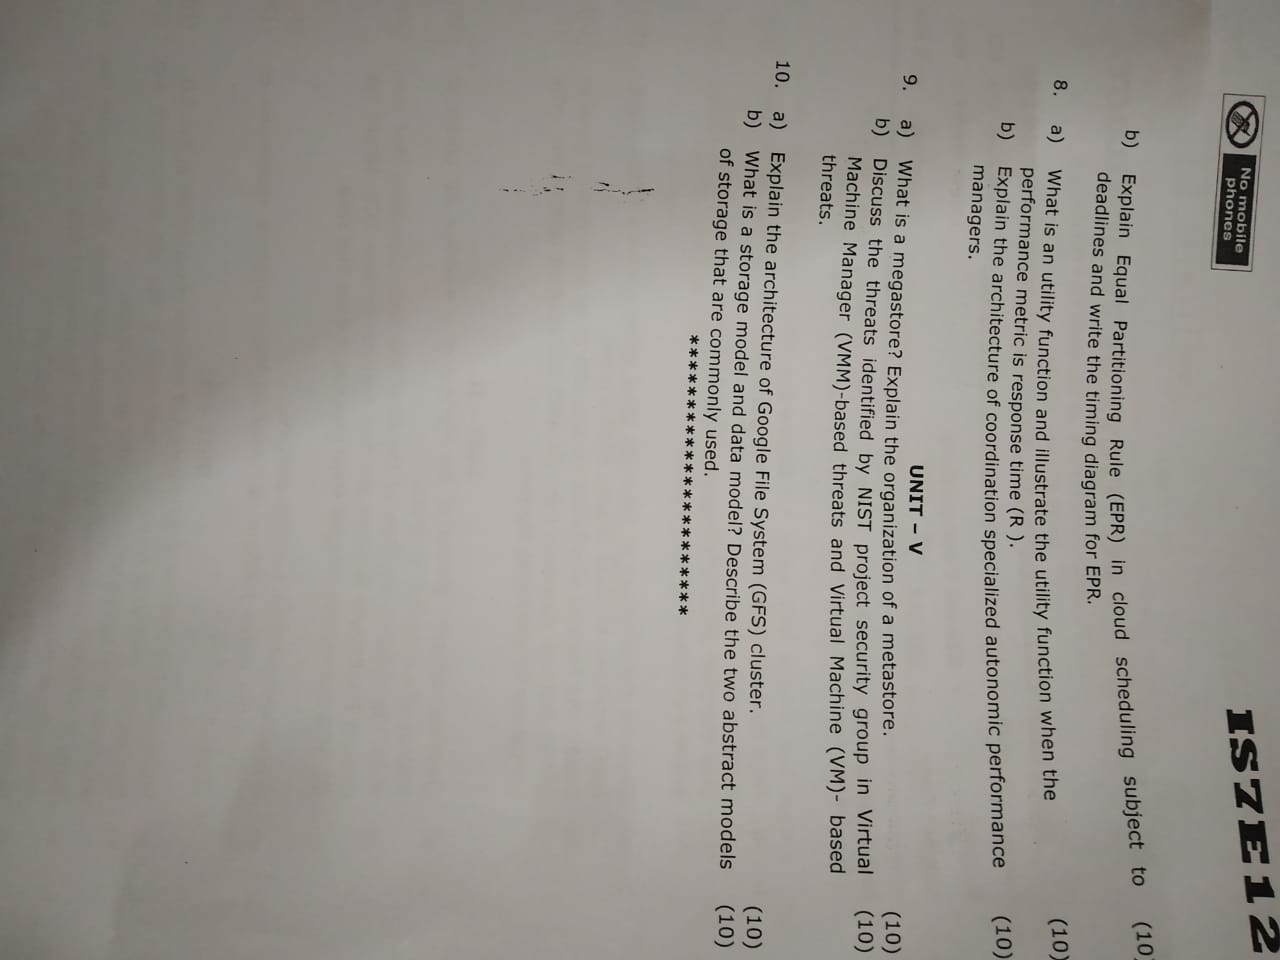 No mobile
phones
IS7E12
b) Explain Equal Partitioning Rule (EPR) in cloud scheduling subject to (10)
deadlines and write the timing diagram for EPR.
8. a) What is an utility function and illustrate the utility function when the (10)
performance metric is response time (R ).
b) Explain the architecture of coordination specialized autonomic performance (10)
managers.
UNIT – V
9. a) What is a megastore? Explain the organization of a metastore. (10)
b) Discuss the threats identified by NIST project security group in Virtual (10)
Machine Manager (VMM)-based threats and Virtual Machine (VM)- based
threats.
10. a) Explain the architecture of Google File System (GFS) cluster. (10)
b) What is a storage model and data model? Describe the two abstract models (10)
of storage that are commonly used.
**********************